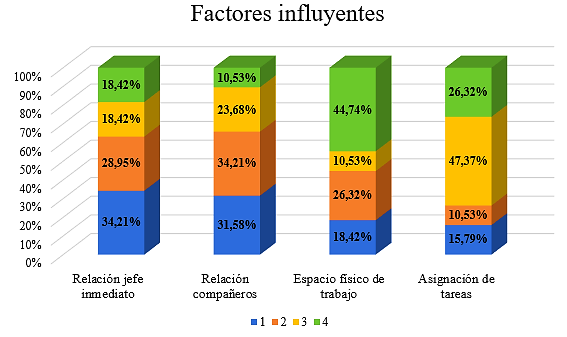 Factores influyentes
100%
90%
80%
70%
60%
50%
40%
30%
20%
10%
0%
18,42%
10,53%
44,74%
26,32%
18,42%
23,68%
10,53%
47,37%
28,95%
34,21%
26,32%
10,53%
34,21%
31,58%
18,42%
15,79%
Relación jefe
inmediato
Relación
compañeros
Espacio físico de
trabajo
Asignación de
tareas
1 2 3 4